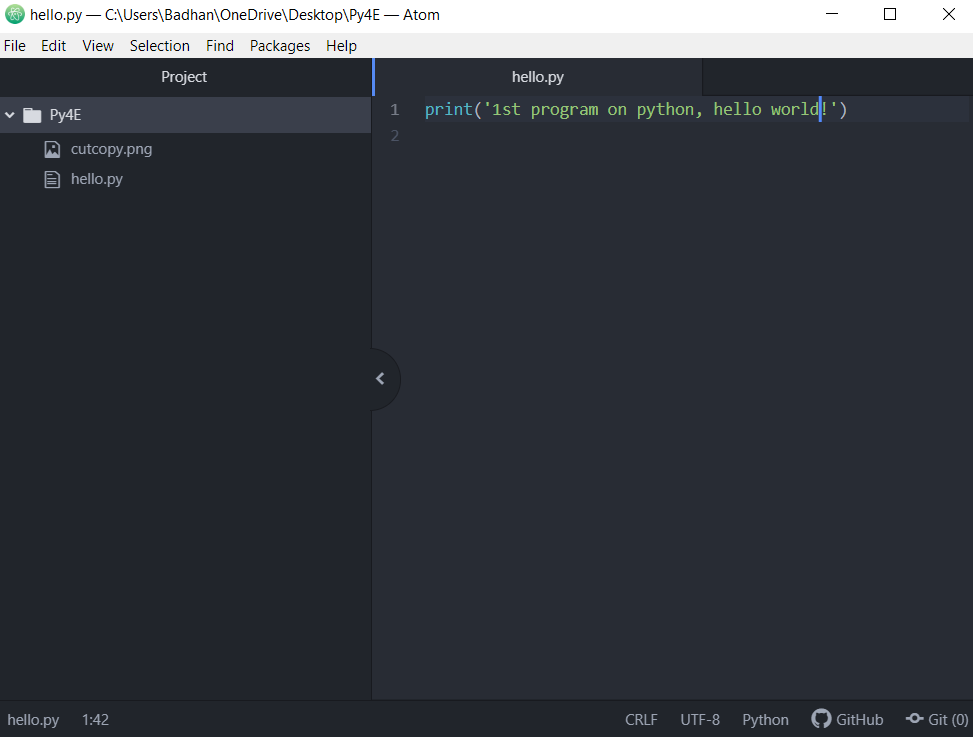 hello.py — C:\Users\Badhan\OneDrive\Desktop\Py4E — Atom
File Edit View Selection Find Packages Help
Project
Py4E
cutcopy.png
hello.py
hello.py
1 print('1st program on python, hello world!')
2
hello.py 1:42 CRLF UTF-8 Python GitHub Git (0)